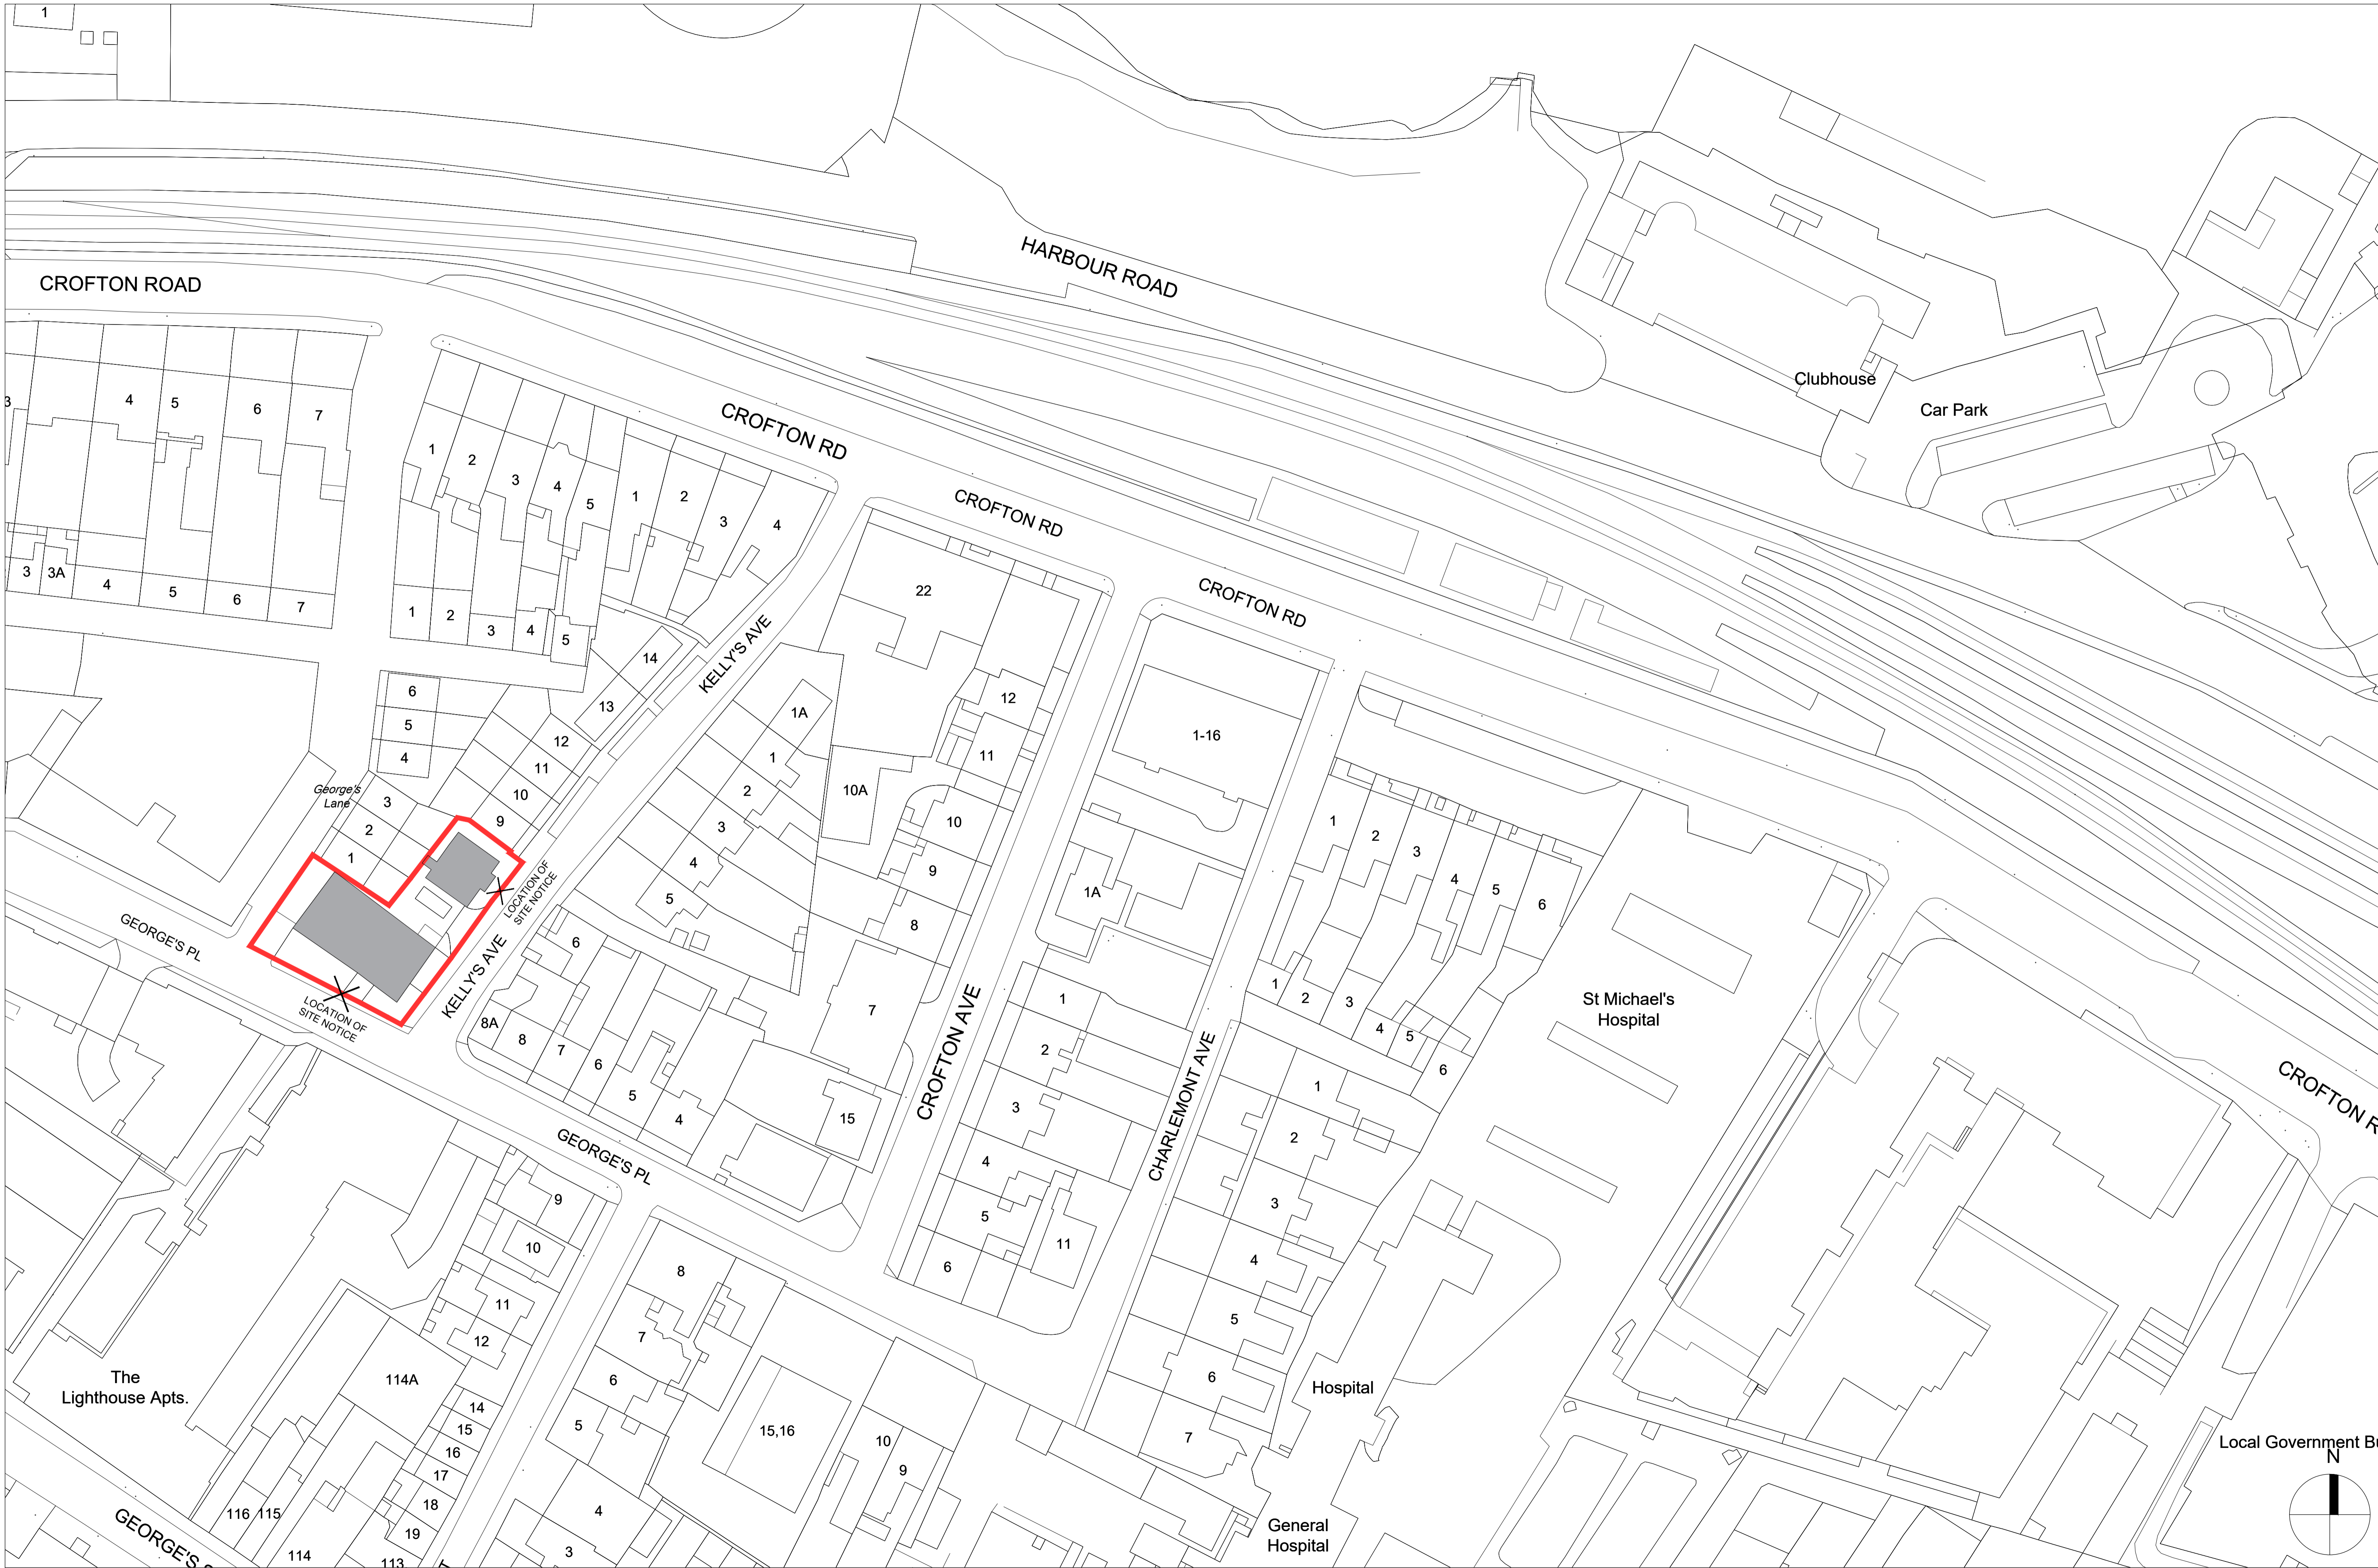 1
CROFTON ROAD
HARBOUR ROAD
Clubhouse
Car Park
3
4
5
6
7
CROFTON RD
1
2
3
4
5
1
2
3
4
CROFTON RD
CROFTON RD
3
3A
4
5
6
7
1
2
3
4
5
22
KELLY'S AVE
14
13
12
11
10
9
6
5
4
George's
Lane
3
2
1
1A
1
2
3
4
5
10A
12
11
10
9
8
7
1-16
1A
1
2
3
4
5
6
1
2
3
4
5
6
St Michael's
Hospital
LOCATION OF
SITE NOTICE
GEORGE'S PL
KELLY'S AVE
LOCATION OF
SITE NOTICE
6
8A
8
7
6
5
4
15
CROFTON AVE
1
2
3
4
5
6
11
CHARLEMONT AVE
1
2
3
4
5
6
7
CROFTON R
GEORGE'S PL
9
10
11
12
8
7
6
5
15,16
10
9
4
3
Hospital
General
Hospital
The
Lighthouse Apts.
114A
14
15
16
17
18
19
116
115
114
113
GEORGE'S
Local Government Bu
N